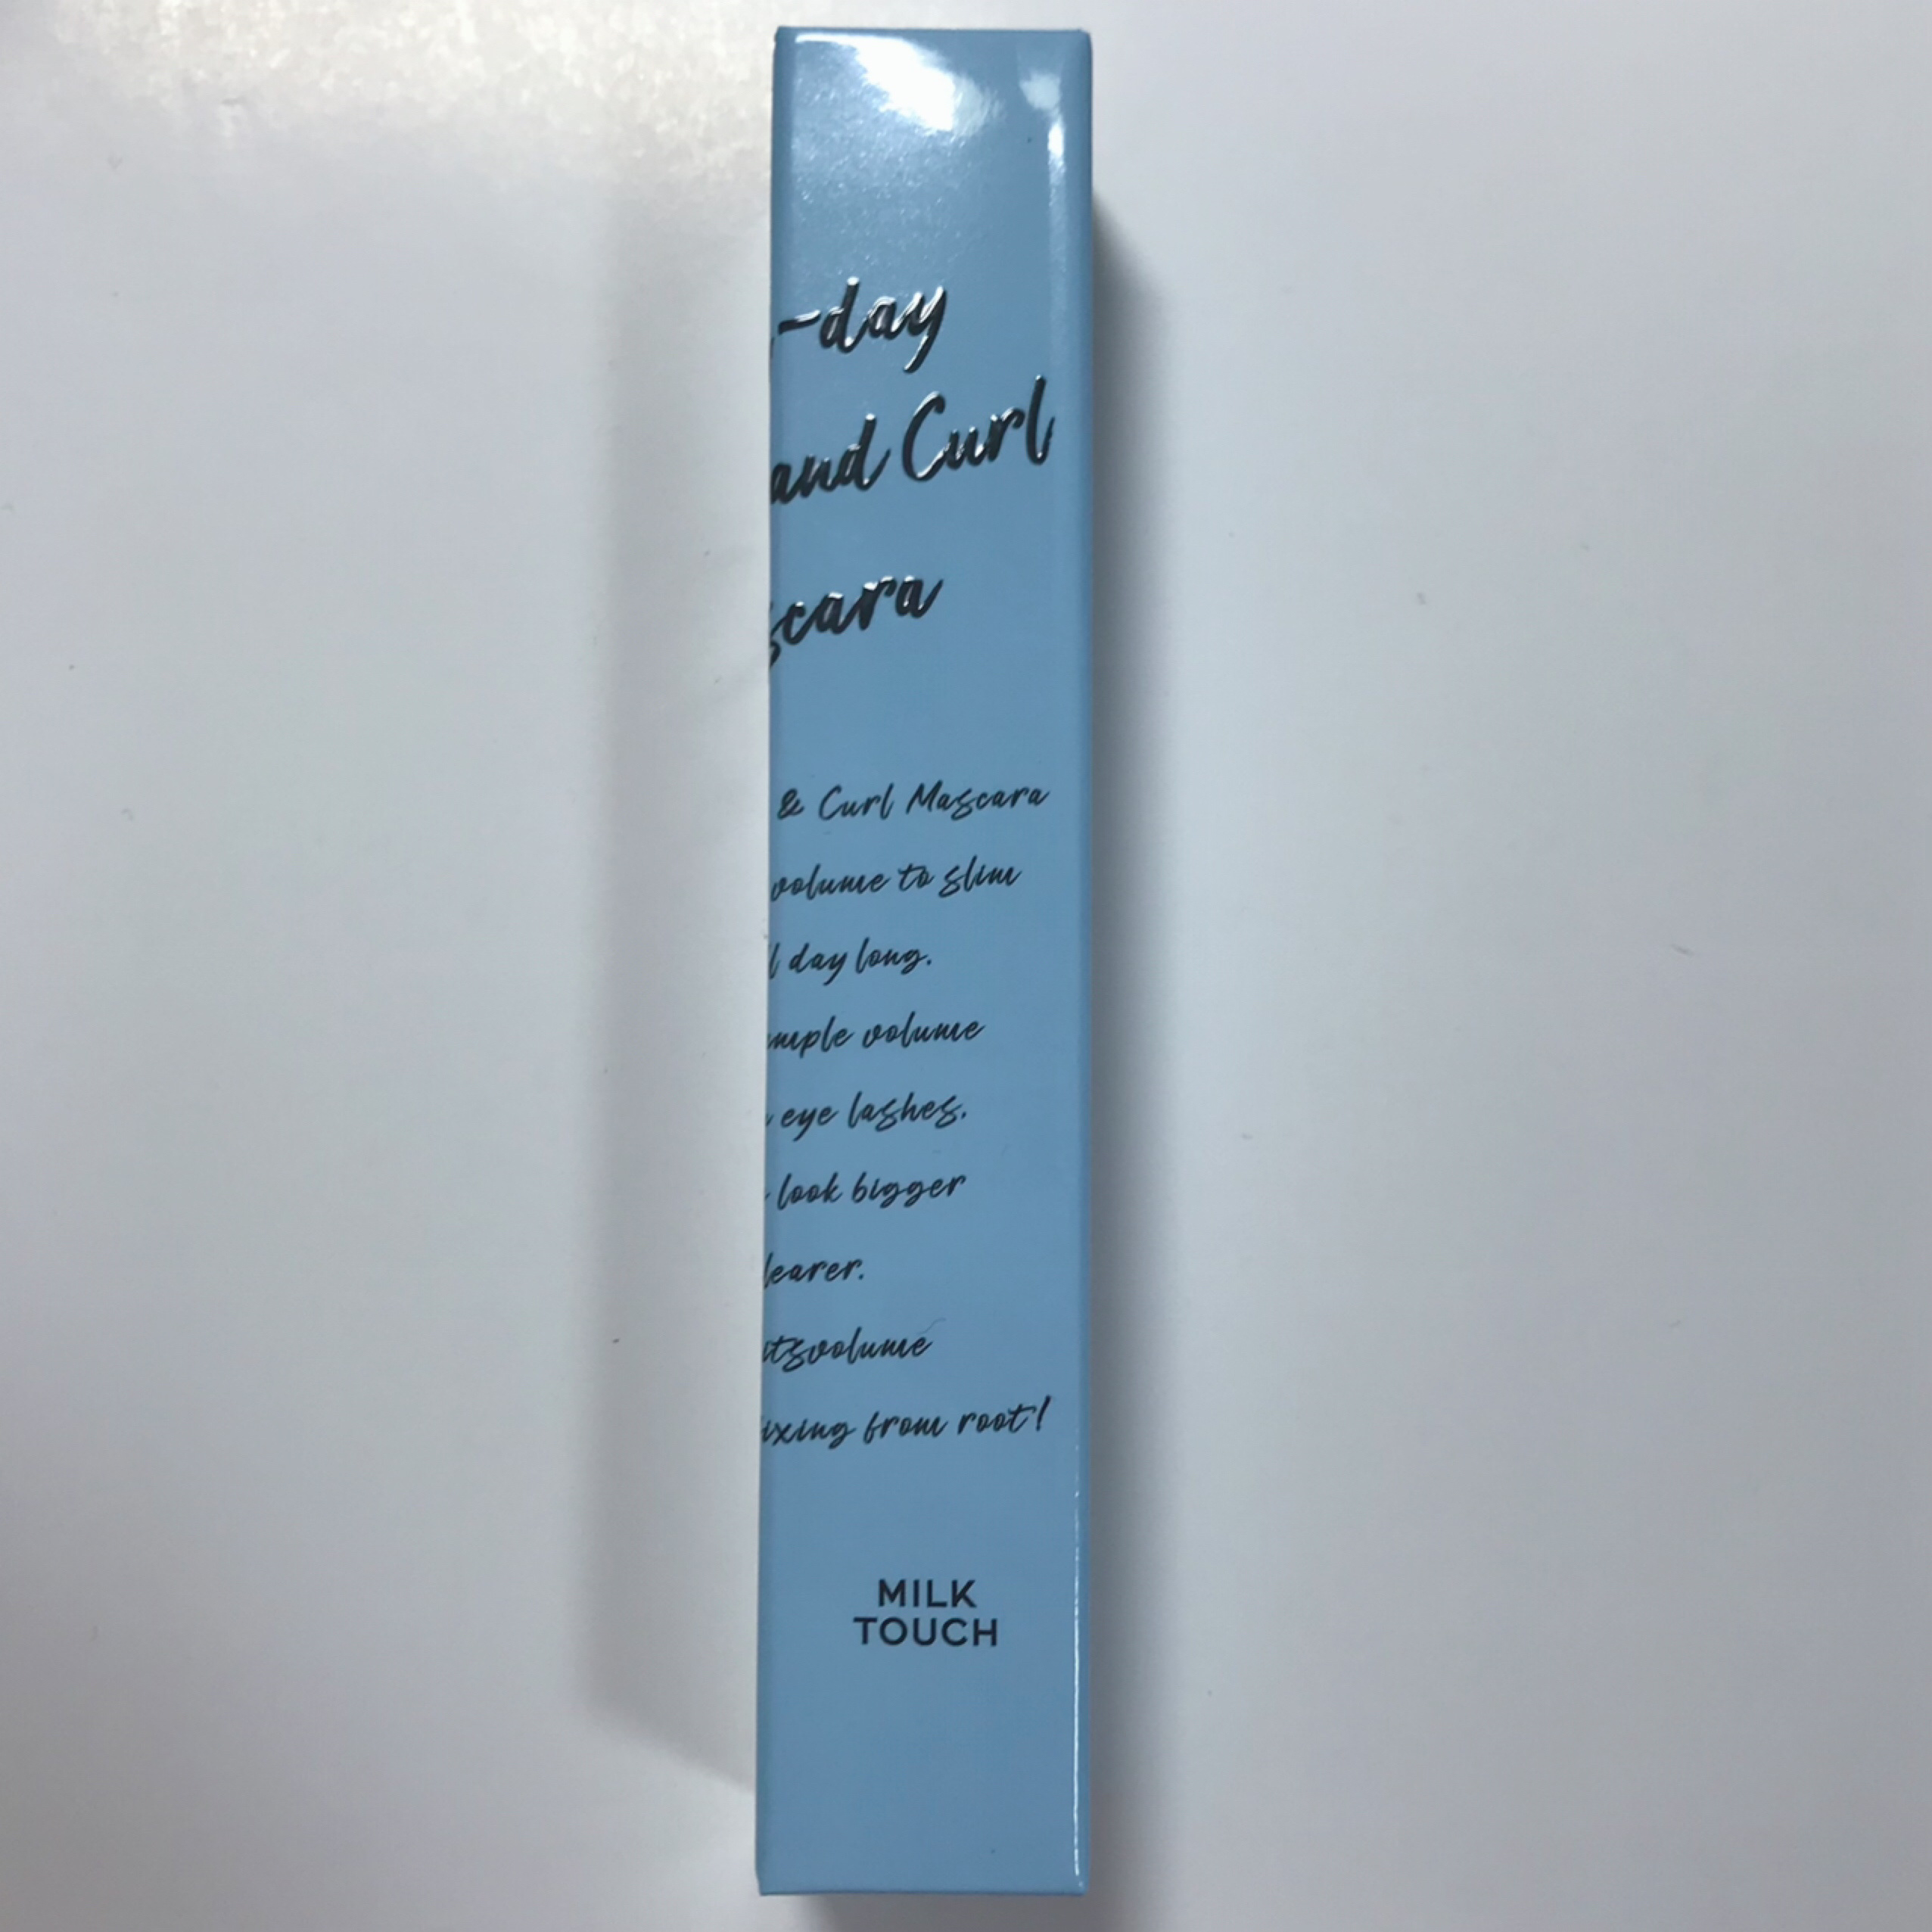 -day
and Curl
scara
& Curl Mascara
volume to slim
l day long.
mple volume
eye lashes.
look bigger
learer.
itsvolume
ixing from root!
MILK
TOUCH